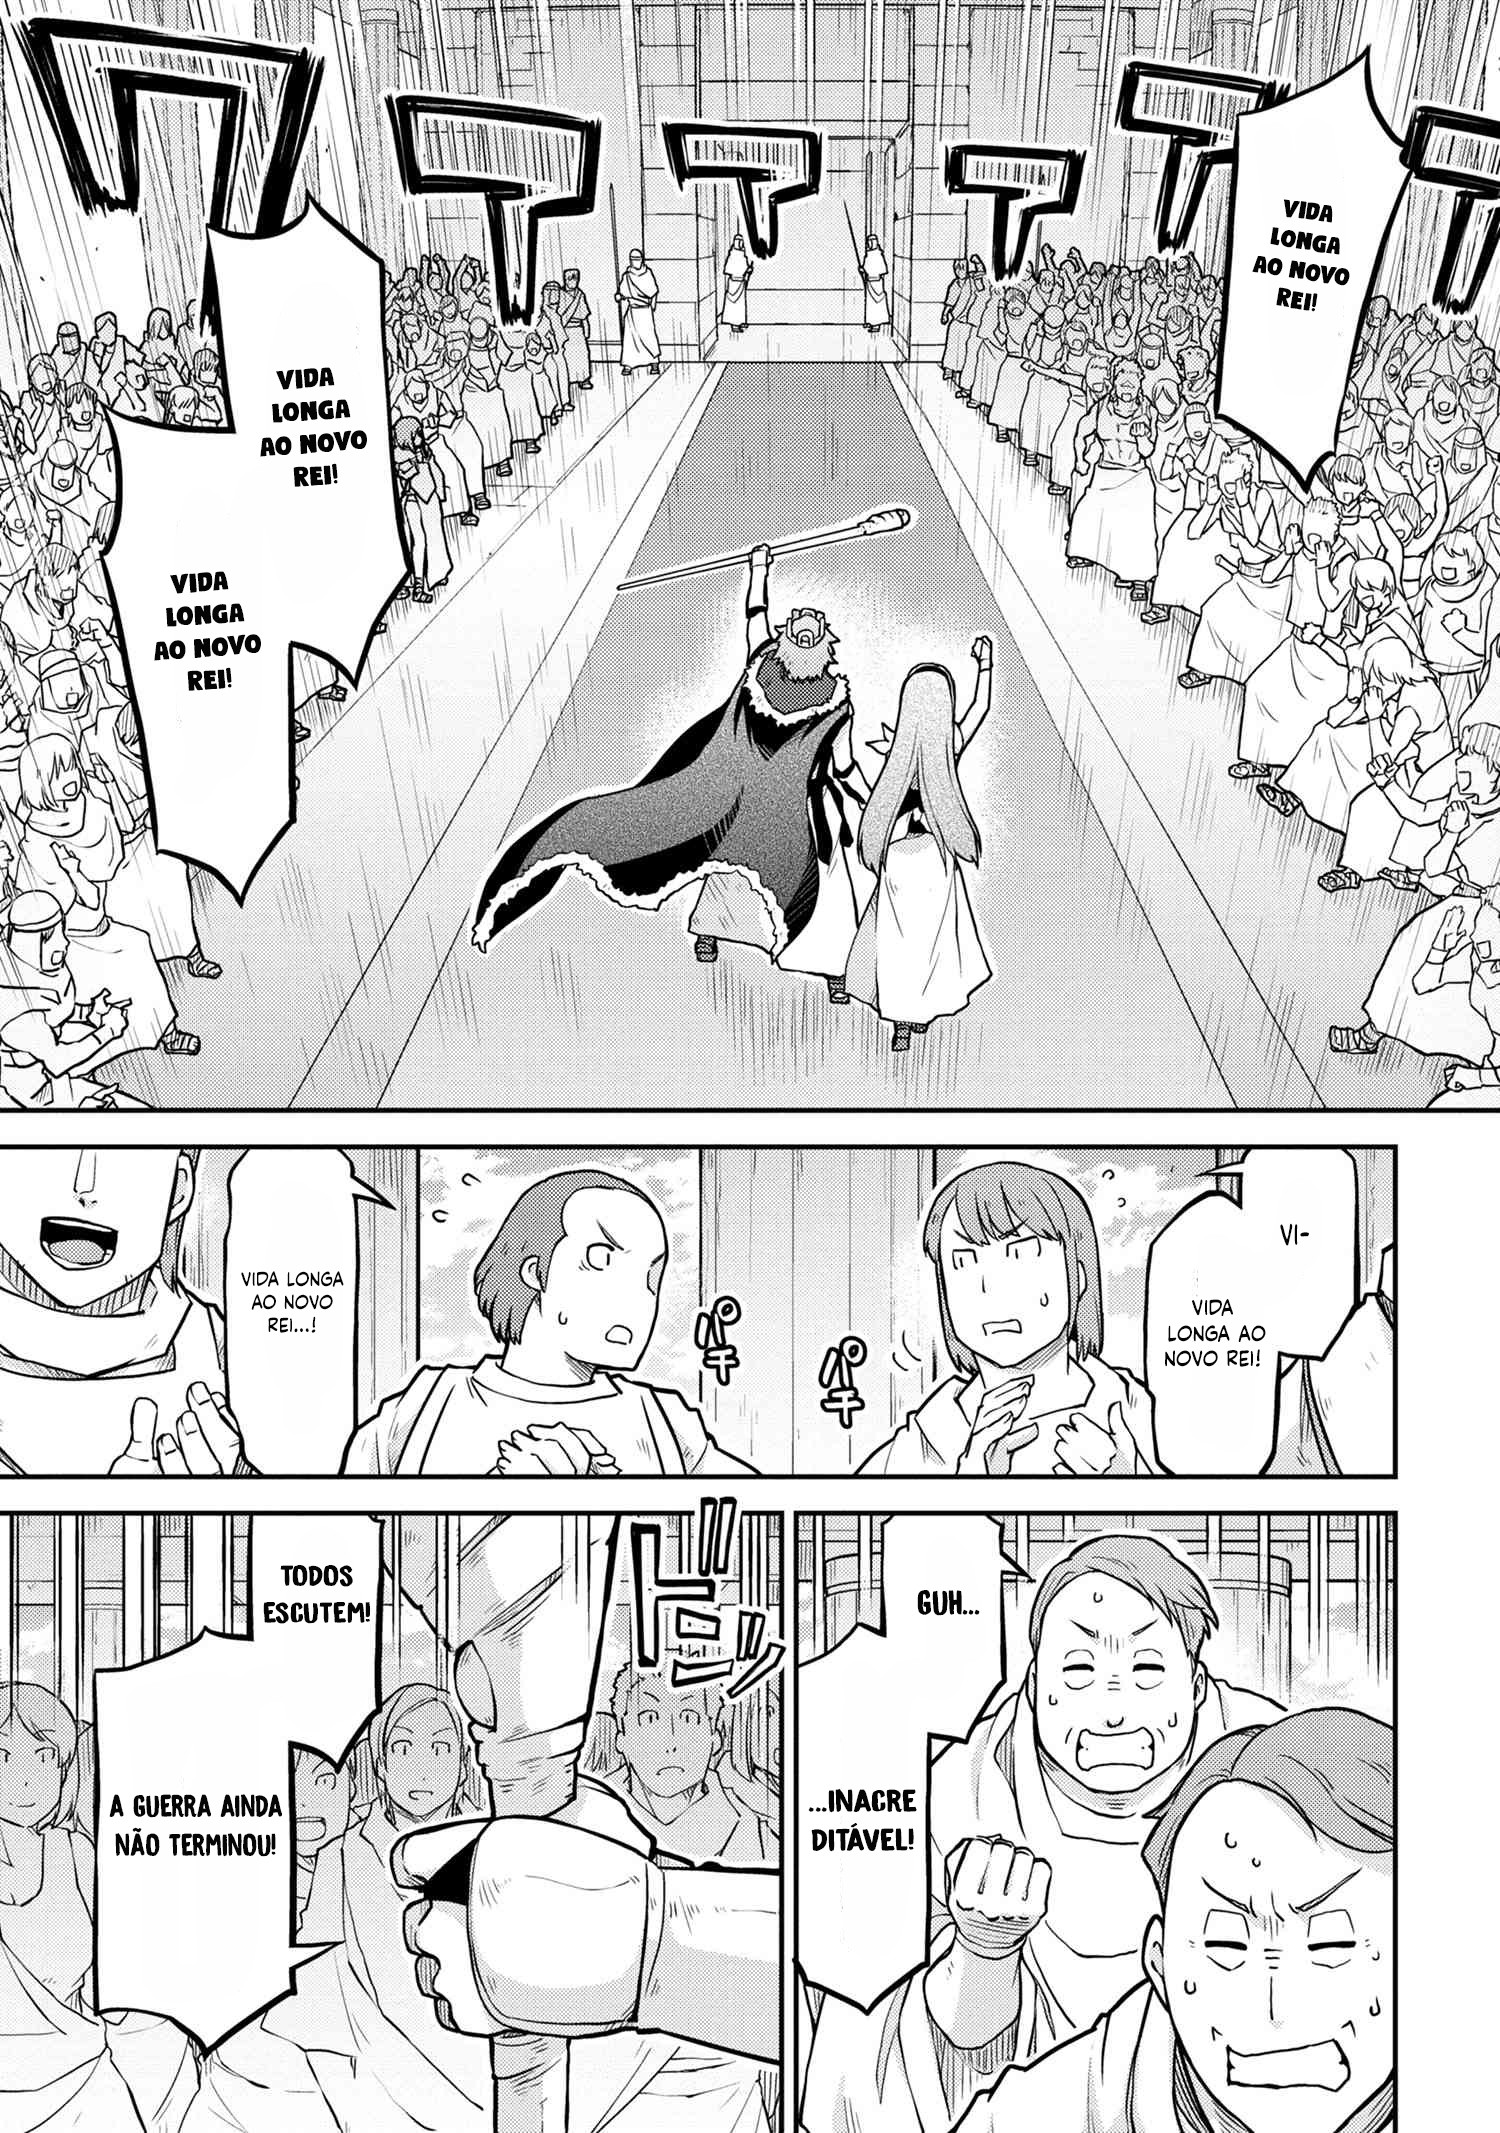 ワァァァァァ
VIDA
LONGA
AO NOVO
REI!
VIDA
LONGA
AO NOVO
REI!
VIDA
LONGA
AO NOVO
REI!
VI-
VIDA
LONGA AO
NOVO REI!
パチ
パチ
VIDA LONGA
AO NOVO
REI...!
GUH...
...INACRE
DITÁVEL!
ドンッ
TODOS
ESCUTEM!
A GUERRA AINDA
NÃO TERMINOU!